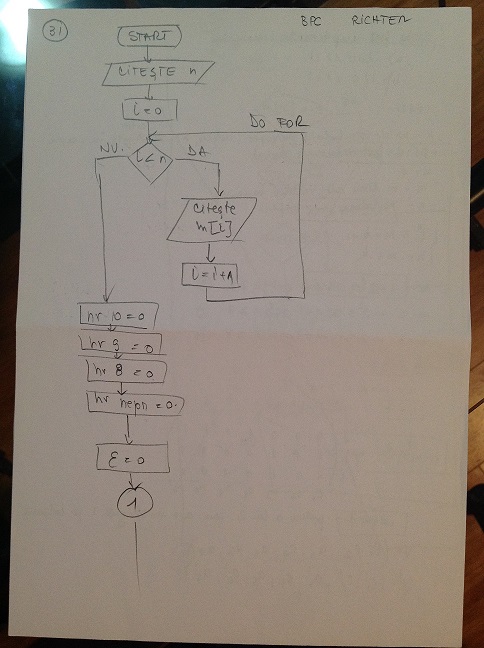 31
BPC RICHTER
START
CITEȘTE n
i=0
DO FOR
NU.
i<n
DA
citește
m[i]
i=i+1
nr 10=0
nr 9=0
nr 8=0
nr nepr=0.
ε=0
1